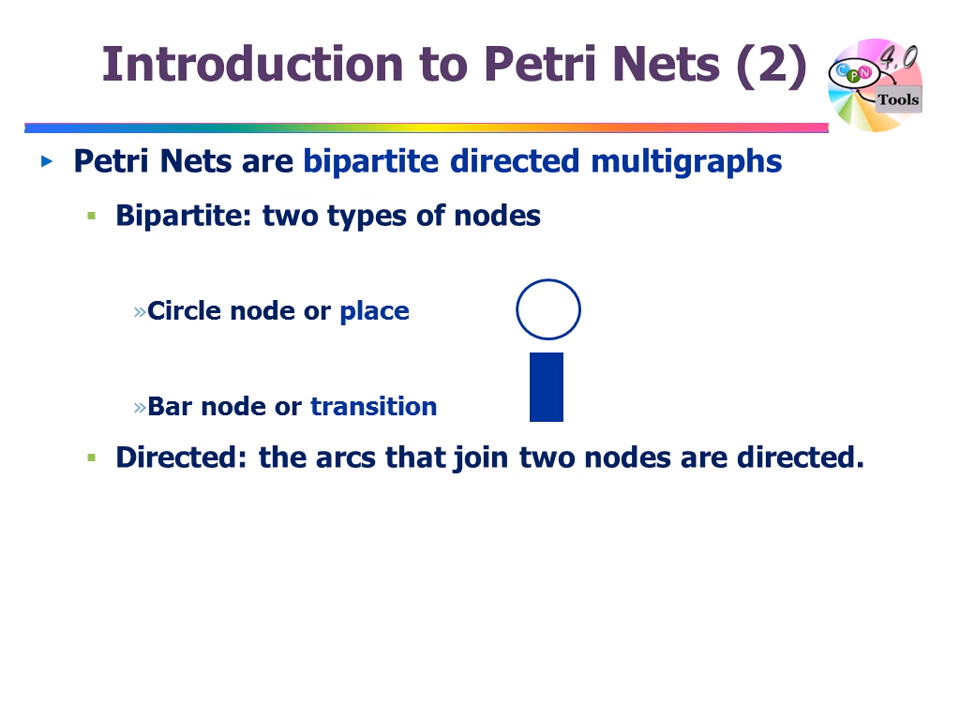 Introduction to Petri Nets (2)
4.0
CPN
Tools
▸ Petri Nets are bipartite directed multigraphs
▪ Bipartite: two types of nodes
»Circle node or place
»Bar node or transition
▪ Directed: the arcs that join two nodes are directed.